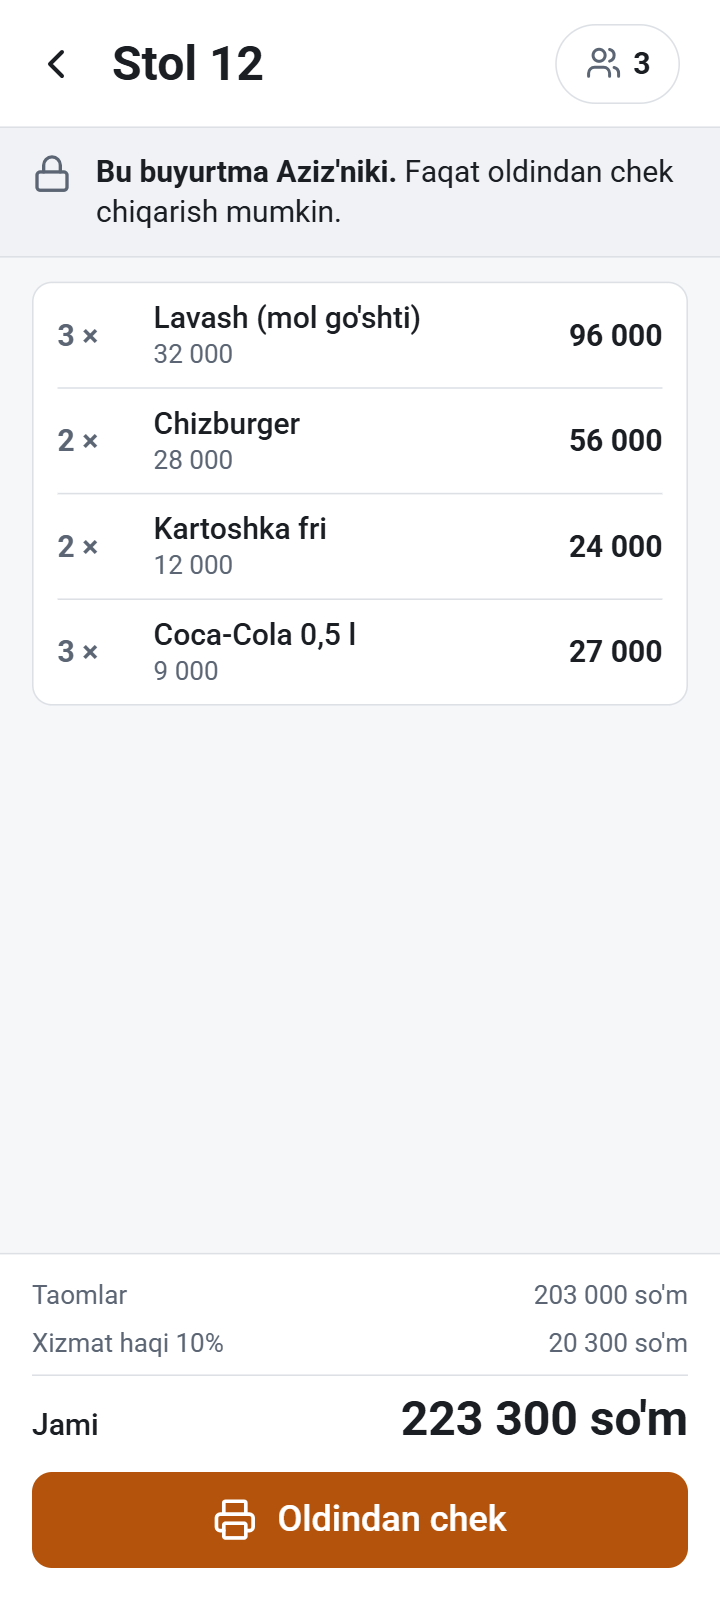 Stol 12
3
Bu buyurtma Aziz'niki. Faqat oldindan chek
chiqarish mumkin.
3 × Lavash (mol go'shti) 96 000
32 000
2 × Chizburger 56 000
28 000
2 × Kartoshka fri 24 000
12 000
3 × Coca-Cola 0,5 l 27 000
9 000
Taomlar 203 000 so'm
Xizmat haqi 10% 20 300 so'm
Jami 223 300 so'm
Oldindan chek